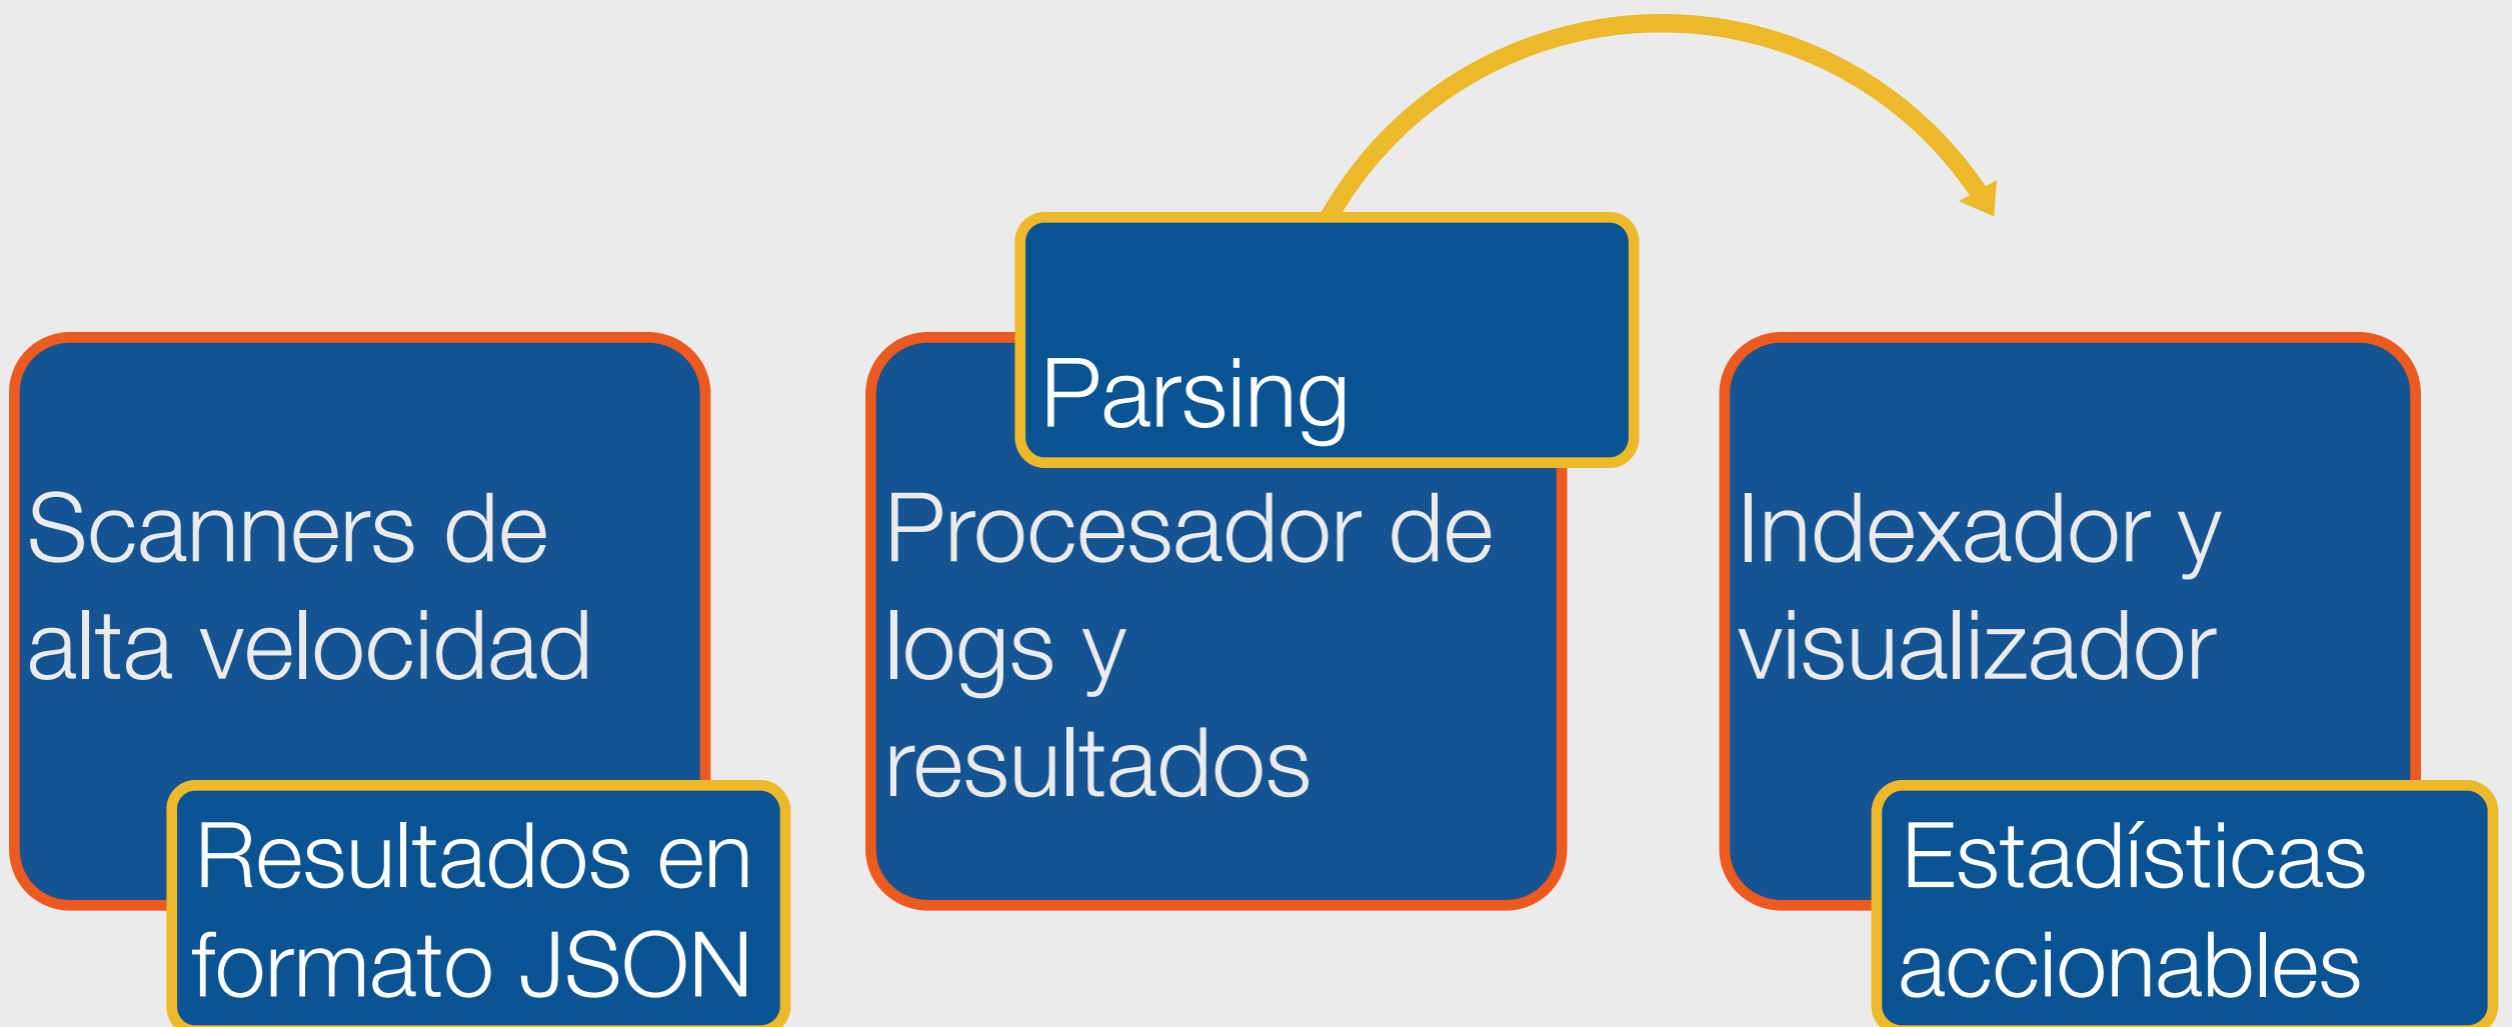 Scanners de
alta velocidad
Resultados en
formato JSON
Parsing
Procesador de
logs y
resultados
Indexador y
visualizador
Estadísticas
accionables